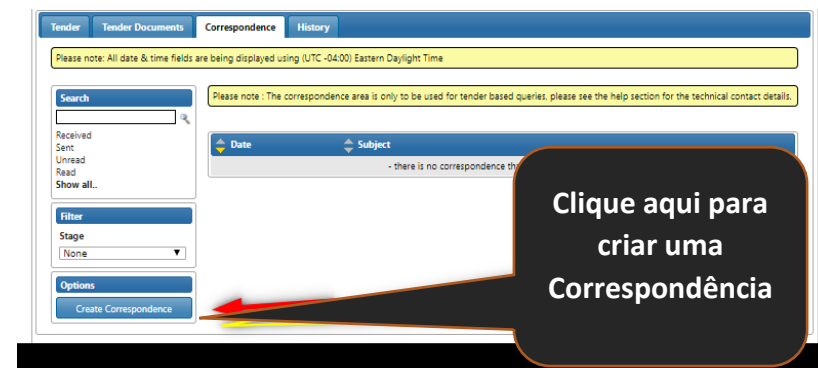 Tender Tender Documents Correspondence History
Please note: All date & time fields are being displayed using (UTC -04:00) Eastern Daylight Time
Search
Please note : The correspondence area is only to be used for tender based queries, please see the help section for the technical contact details.
Received
Sent
Unread
Read
Show all..
Date Subject
- there is no correspondence
Filter
Stage
None
Options
Create Correspondence
Clique aqui para
criar uma
Correspondência